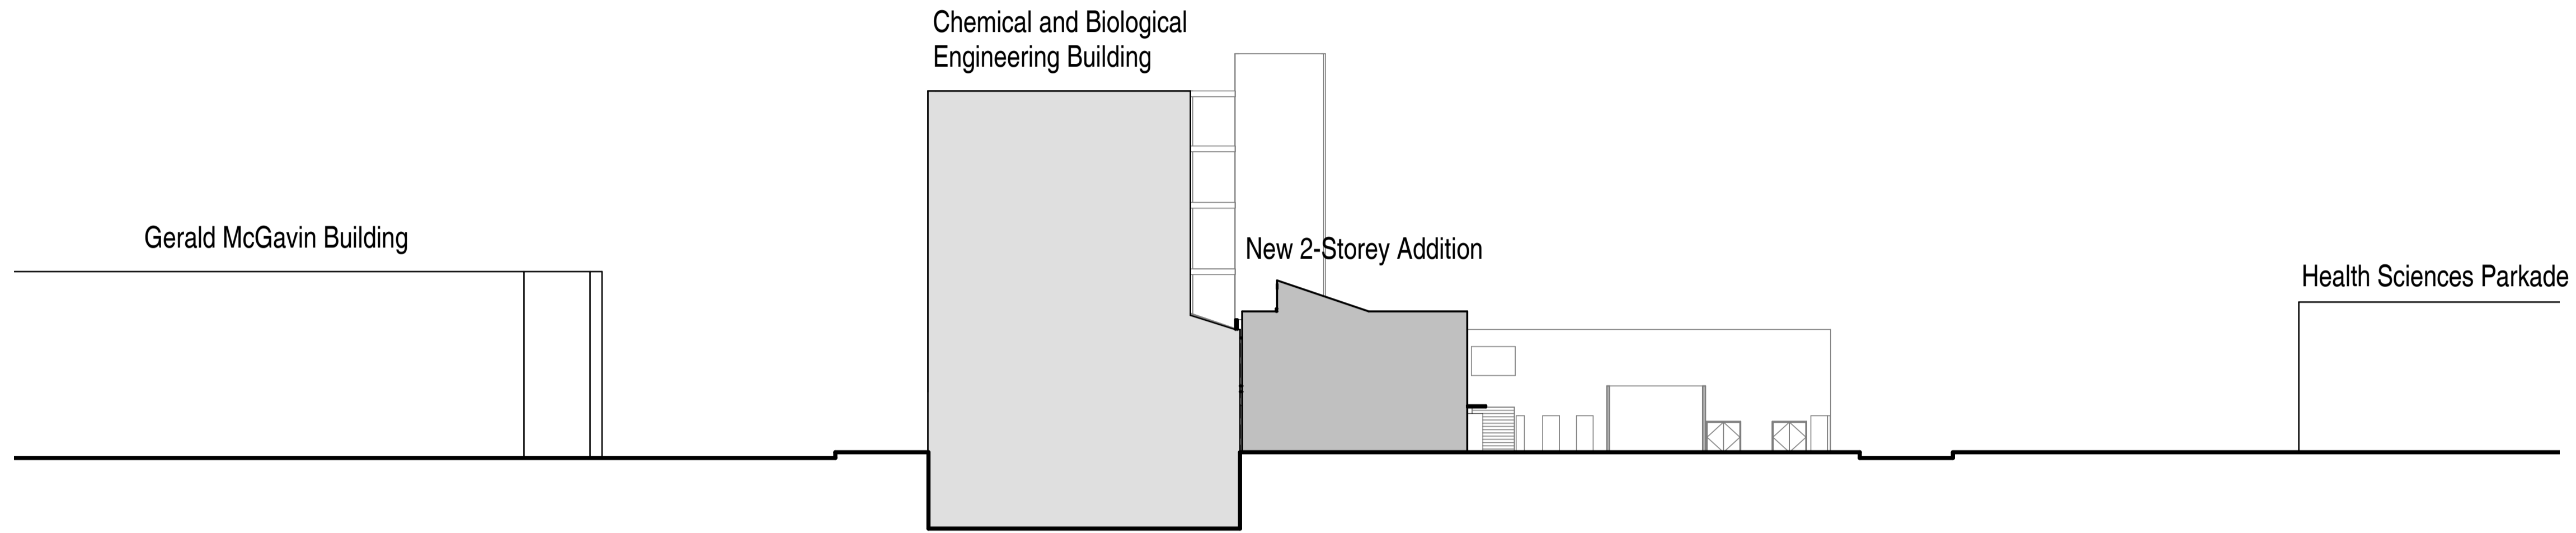 Chemical and Biological
Engineering Building
Gerald McGavin Building
New 2-Storey Addition
Health Sciences Parkade